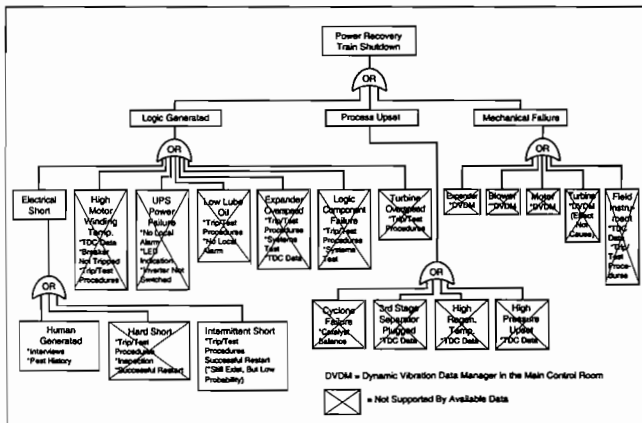 Power Recovery
Train Shutdown
OR
Logic Generated
Process Upset
Mechanical Failure
OR
OR
Electrical
Short
High
Motor
Winding
Temp.
*TDC Data
*Breaker
Not Tripped
*Trip/Test
Procedures
UPS
Power
Failure
*No Local
Alarm
*LED
Indication
*Inverter Not
Switched
Low Lube
Oil
*Trip/Test
Procedures
*No Local
Alarm
Expander
Overspeed
*Trip/Test
Procedures
*Systems
Test
*TDC Data
Logic
Component
Failure
*Trip/Test
Procedures
*Systems
Test
Turbine
Overspeed
*Trip/Test
Procedures
Expander
*DVDM
Blower
*DVDM
Motor
*DVDM
Turbine
*DVDM
(Effect
Not
Cause)
Field
Instrument
*TDC
Data
*Trip/
Test
Proce-
dures
OR
Human
Generated
*Interviews
*Past History
Hard Short
*Trip/Test
Procedures
*Inspection
*Successful Restart
Intermittent Short
*Trip/Test
Procedures
Successful Restart
(*Still Exist, But Low
Probability)
OR
Cyclone
Failure
*Catalyst
Balance
3rd Stage
Separator
Plugged
*TDC Data
High
Regen.
Temp.
*TDC Data
High
Pressure
Upset
*TDC Data
DVDM = Dynamic Vibration Data Manager in the Main Control Room
= Not Supported By Available Data